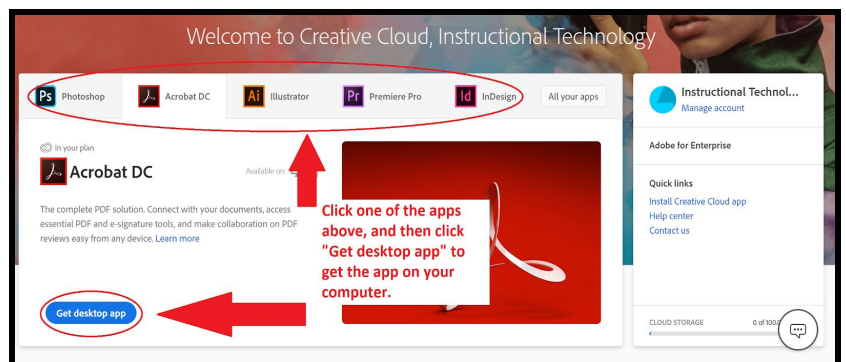 Welcome to Creative Cloud, Instructional Technology
Ps Photoshop Acrobat DC Ai Illustrator Pr Premiere Pro Id InDesign All your apps
Instructional Technol...
Manage account
In your plan
Acrobat DC
Available on:
The complete PDF solution. Connect with your documents, access
essential PDF and e-signature tools, and make collaboration on PDF
reviews easy from any device. Learn more
Get desktop app
Click one of the apps
above, and then click
"Get desktop app" to
get the app on your
computer.
Adobe for Enterprise
Quick links
Install Creative Cloud app
Help center
Contact us
CLOUD STORAGE 0 of 100